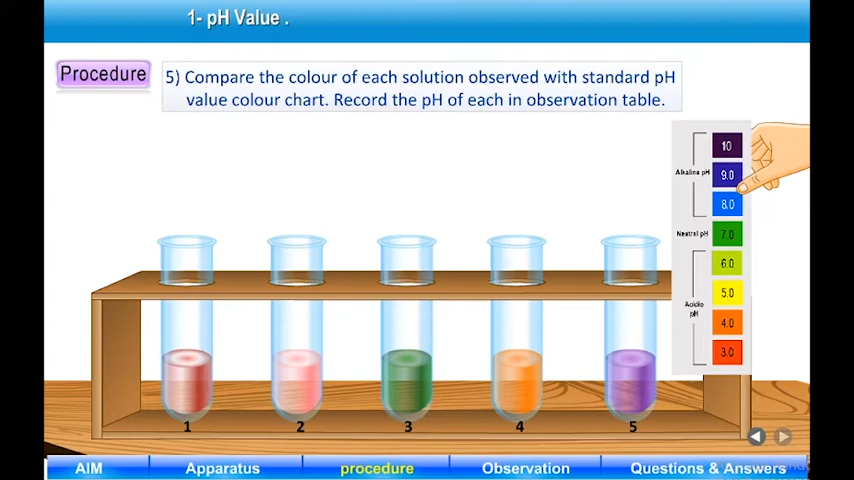 1- pH Value .
Procedure
5) Compare the colour of each solution observed with standard pH
value colour chart. Record the pH of each in observation table.
10
Alkaline pH
9.0
8.0
Neutral pH
7.0
6.0
5.0
Acidic
pH
4.0
3.0
1 2 3 4 5
AIM Apparatus procedure Observation Questions & Answers